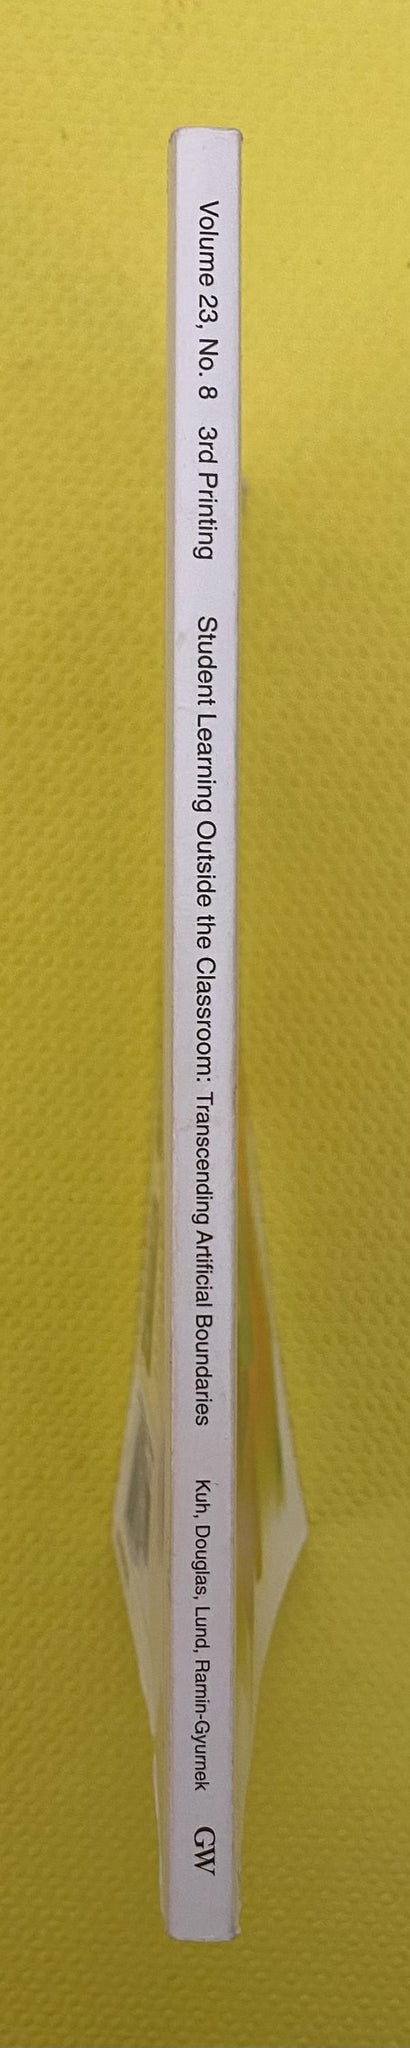 Volume 23, No. 8 3rd Printing Student Learning Outside the Classroom: Transcending Artificial Boundaries Kuh, Douglas, Lund, Ramin-Gyurnek GW